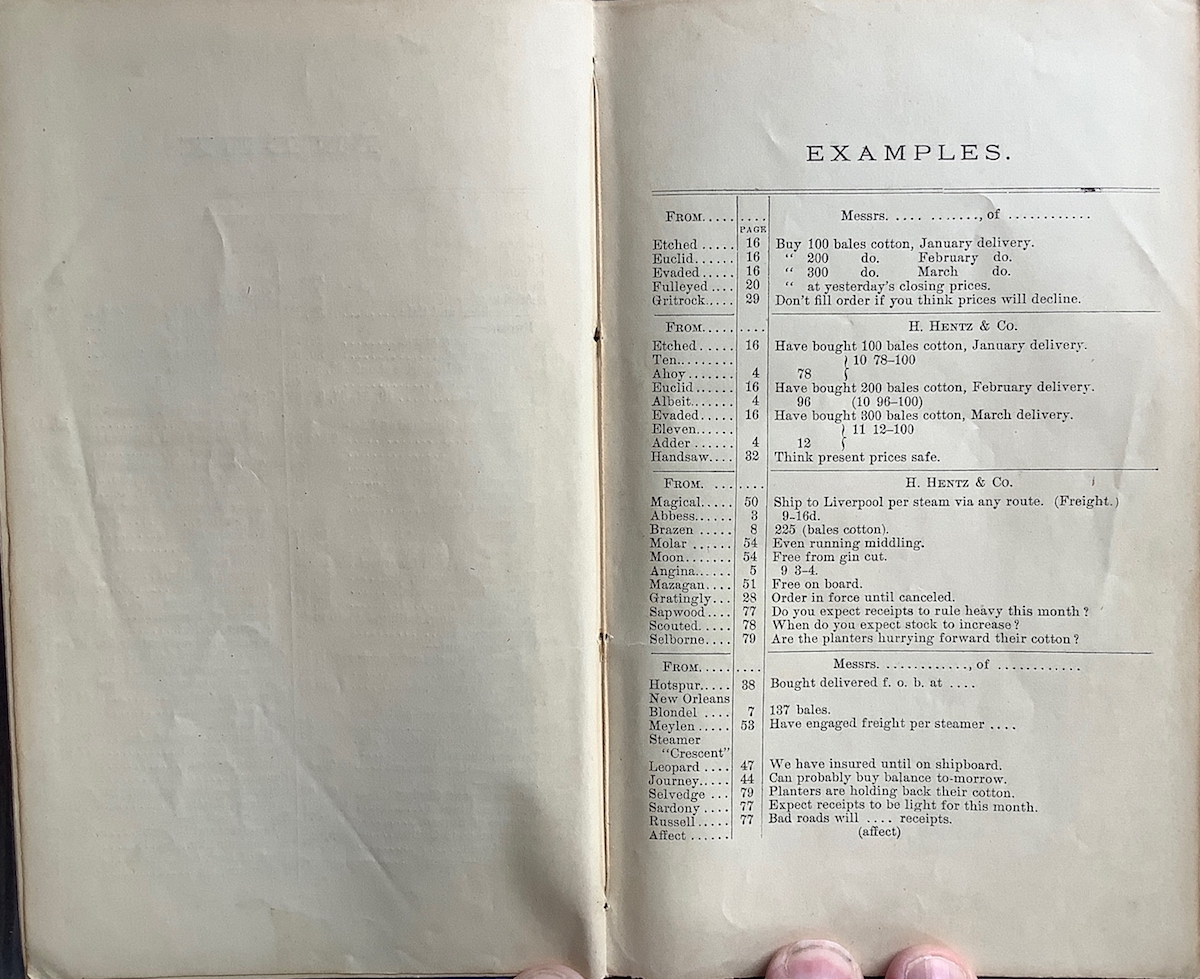 EXAMPLES.
FROM..... .... Messrs. .... ........, of ............
PAGE
Etched ..... 16 Buy 100 bales cotton, January delivery.
Euclid...... 16 “ 200 do. February do.
Evaded..... 16 “ 300 do. March do.
Fulleyed .... 20 “ at yesterday's closing prices.
Gritrock..... 29 Don't fill order if you think prices will decline.
FROM..... .... H. HENTZ & CO.
Etched..... 16 Have bought 100 bales cotton, January delivery.
Ten......... } 10 78–100
Ahoy ....... 4 78
Euclid ...... 16 Have bought 200 bales cotton, February delivery.
Albeit....... 4 96 (10 96–100)
Evaded..... 16 Have bought 300 bales cotton, March delivery.
Eleven...... } 11 12–100
Adder ...... 4 12
Handsaw.... 32 Think present prices safe.
FROM. ... .... H. HENTZ & CO.
Magical..... 50 Ship to Liverpool per steam via any route. (Freight.)
Abbess...... 3 9–16d.
Brazen ..... 8 225 (bales cotton).
Molar ...... 54 Even running middling.
Moon....... 54 Free from gin cut.
Angina...... 5 9 3–4.
Mazagan.... 51 Free on board.
Gratingly... 28 Order in force until canceled.
Sapwood.... 77 Do you expect receipts to rule heavy this month?
Scouted..... 78 When do you expect stock to increase?
Selborne.... 79 Are the planters hurrying forward their cotton?
FROM..... .... Messrs. ............, of ............
Hotspur..... 38 Bought delivered f. o. b. at ....
New Orleans
Blondel .... 7 137 bales.
Meylen ..... 53 Have engaged freight per steamer ....
Steamer
“Crescent”
Leopard .... 47 We have insured until on shipboard.
Journey..... 44 Can probably buy balance to-morrow.
Selvedge ... 79 Planters are holding back their cotton.
Sardony .... 77 Expect receipts to be light for this month.
Russell..... 77 Bad roads will .... receipts.
Affect ...... (affect)